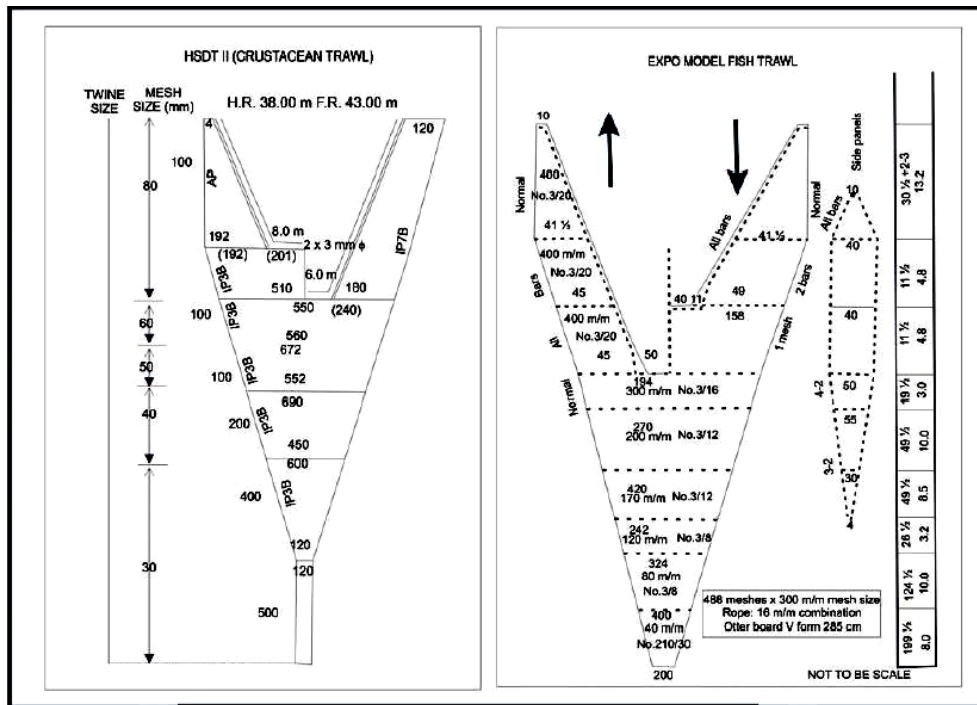 HSDT II (CRUSTACEAN TRAWL)
TWINE SIZE
MESH SIZE (mm)
H.R. 38.00 m F.R. 43.00 m
4
120
100
80
AP
192
8.0 m
2 x 3 mm ɸ
IP7B
(192)
(201)
6.0 m
IP3B
510
180
100
IP3B
550
(240)
60
560
672
50
100
IP3B
552
690
40
200
IP3B
450
600
400
IP3B
120
120
30
500
EXPO MODEL FISH TRAWL
10
Normal
480
No.3/20
41 ½
All bars
41 ½
Normal
Side panels
10
All bars
40
30 ½ +2-3
13.2
400 m/m
No.3/20
45
Bars
40 11
49
2 bars
11 ½
4.8
400 m/m
No.3/20
45
All
50
158
1 mesh
40
11 ½
4.8
Normal
194
300 m/m No.3/16
4-2
50
19 ½
3.0
270
200 m/m No.3/12
55
49 ½
10.0
3-2
30
420
170 m/m No.3/12
4
49 ½
8.5
242
120 m/m No.3/8
26 ½
3.2
324
80 m/m
No.3/8
124 ½
10.0
400
40 m/m
No.210/30
199 ½
8.0
200
486 meshes x 300 m/m mesh size
Rope: 16 m/m combination
Otter board V form 285 cm
NOT TO BE SCALE